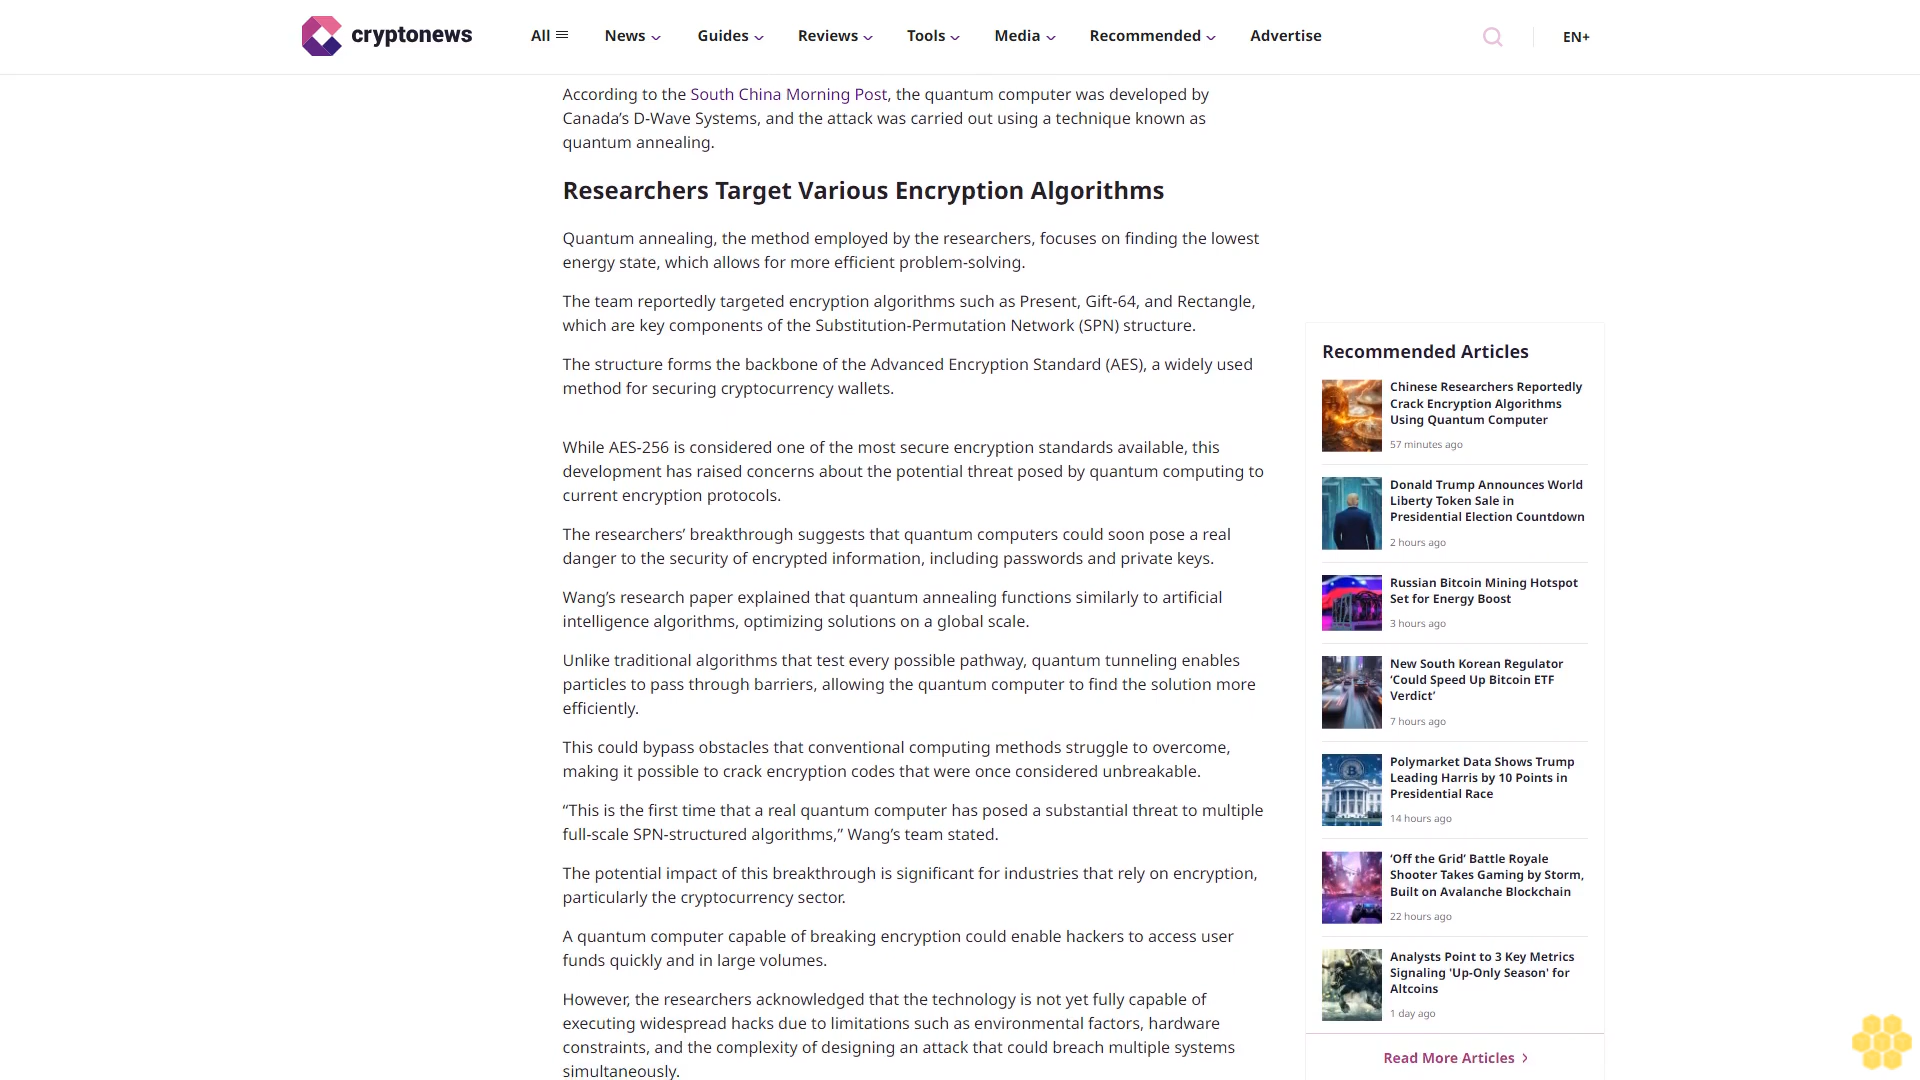 cryptonews
All
News
Guides
Reviews
Tools
Media
Recommended
Advertise
EN+
According to the South China Morning Post, the quantum computer was developed by
Canada’s D-Wave Systems, and the attack was carried out using a technique known as
quantum annealing.
Researchers Target Various Encryption Algorithms
Quantum annealing, the method employed by the researchers, focuses on finding the lowest
energy state, which allows for more efficient problem-solving.
The team reportedly targeted encryption algorithms such as Present, Gift-64, and Rectangle,
which are key components of the Substitution-Permutation Network (SPN) structure.
The structure forms the backbone of the Advanced Encryption Standard (AES), a widely used
method for securing cryptocurrency wallets.
While AES-256 is considered one of the most secure encryption standards available, this
development has raised concerns about the potential threat posed by quantum computing to
current encryption protocols.
The researchers’ breakthrough suggests that quantum computers could soon pose a real
danger to the security of encrypted information, including passwords and private keys.
Wang’s research paper explained that quantum annealing functions similarly to artificial
intelligence algorithms, optimizing solutions on a global scale.
Unlike traditional algorithms that test every possible pathway, quantum tunneling enables
particles to pass through barriers, allowing the quantum computer to find the solution more
efficiently.
This could bypass obstacles that conventional computing methods struggle to overcome,
making it possible to crack encryption codes that were once considered unbreakable.
“This is the first time that a real quantum computer has posed a substantial threat to multiple
full-scale SPN-structured algorithms,” Wang’s team stated.
The potential impact of this breakthrough is significant for industries that rely on encryption,
particularly the cryptocurrency sector.
A quantum computer capable of breaking encryption could enable hackers to access user
funds quickly and in large volumes.
However, the researchers acknowledged that the technology is not yet fully capable of
executing widespread hacks due to limitations such as environmental factors, hardware
constraints, and the complexity of designing an attack that could breach multiple systems
simultaneously.
Recommended Articles
Chinese Researchers Reportedly
Crack Encryption Algorithms
Using Quantum Computer
57 minutes ago
Donald Trump Announces World
Liberty Token Sale in
Presidential Election Countdown
2 hours ago
Russian Bitcoin Mining Hotspot
Set for Energy Boost
3 hours ago
New South Korean Regulator
‘Could Speed Up Bitcoin ETF
Verdict’
7 hours ago
Polymarket Data Shows Trump
Leading Harris by 10 Points in
Presidential Race
14 hours ago
‘Off the Grid’ Battle Royale
Shooter Takes Gaming by Storm,
Built on Avalanche Blockchain
22 hours ago
Analysts Point to 3 Key Metrics
Signaling 'Up-Only Season' for
Altcoins
1 day ago
Read More Articles